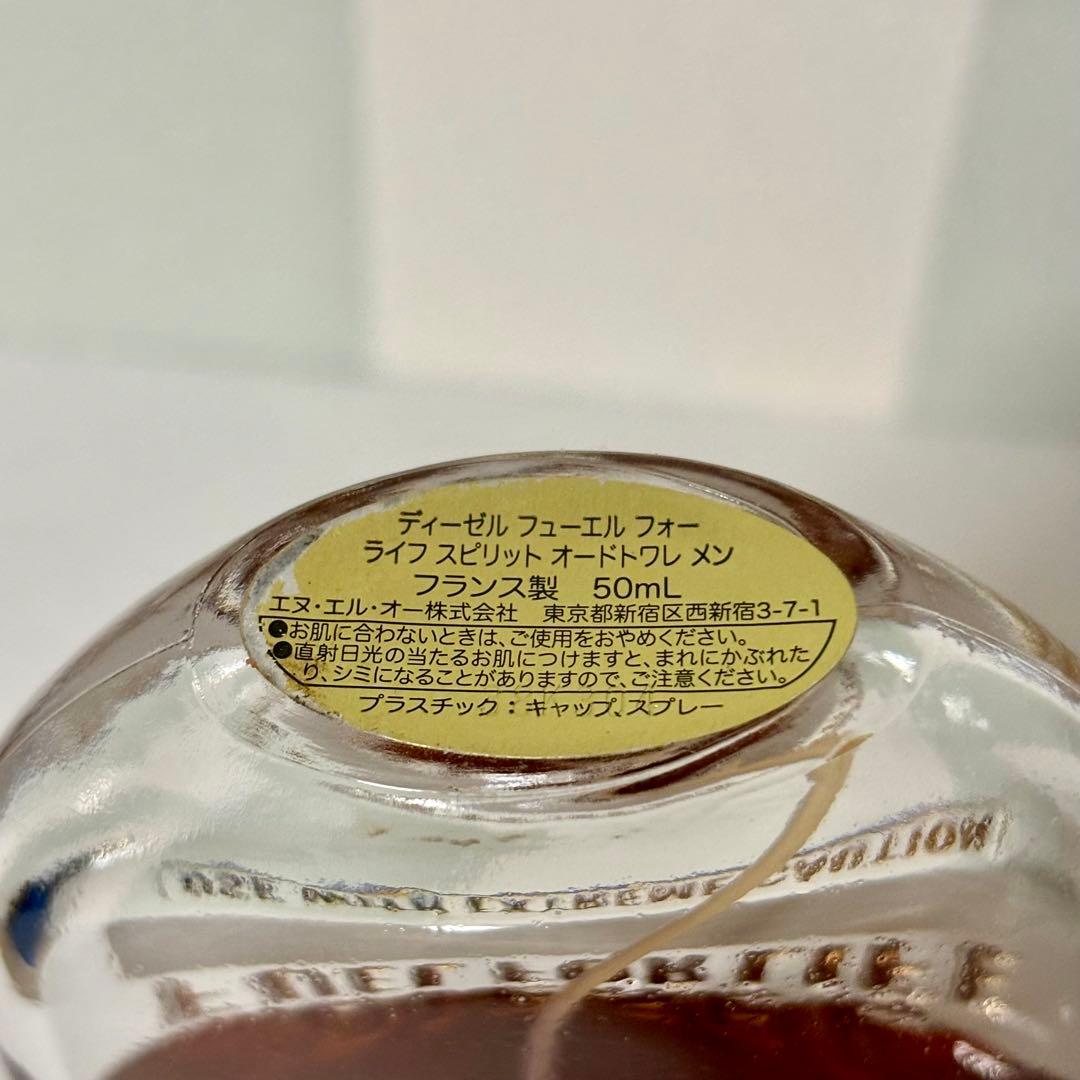 ディーゼル フューエル フォー
ライフ スピリット オードトワレ メン
フランス製 50mL
エヌ・エル・オー株式会社 東京都新宿区西新宿3-7-1
●お肌に合わないときは、ご使用をおやめください。
●直射日光の当たるお肌につけますと、まれにかぶれた
り、シミになることがありますので、ご注意ください。
プラスチック：キャップ、スプレー
USE WITH EXTREME CAUTION
FUEL FOR LIFE